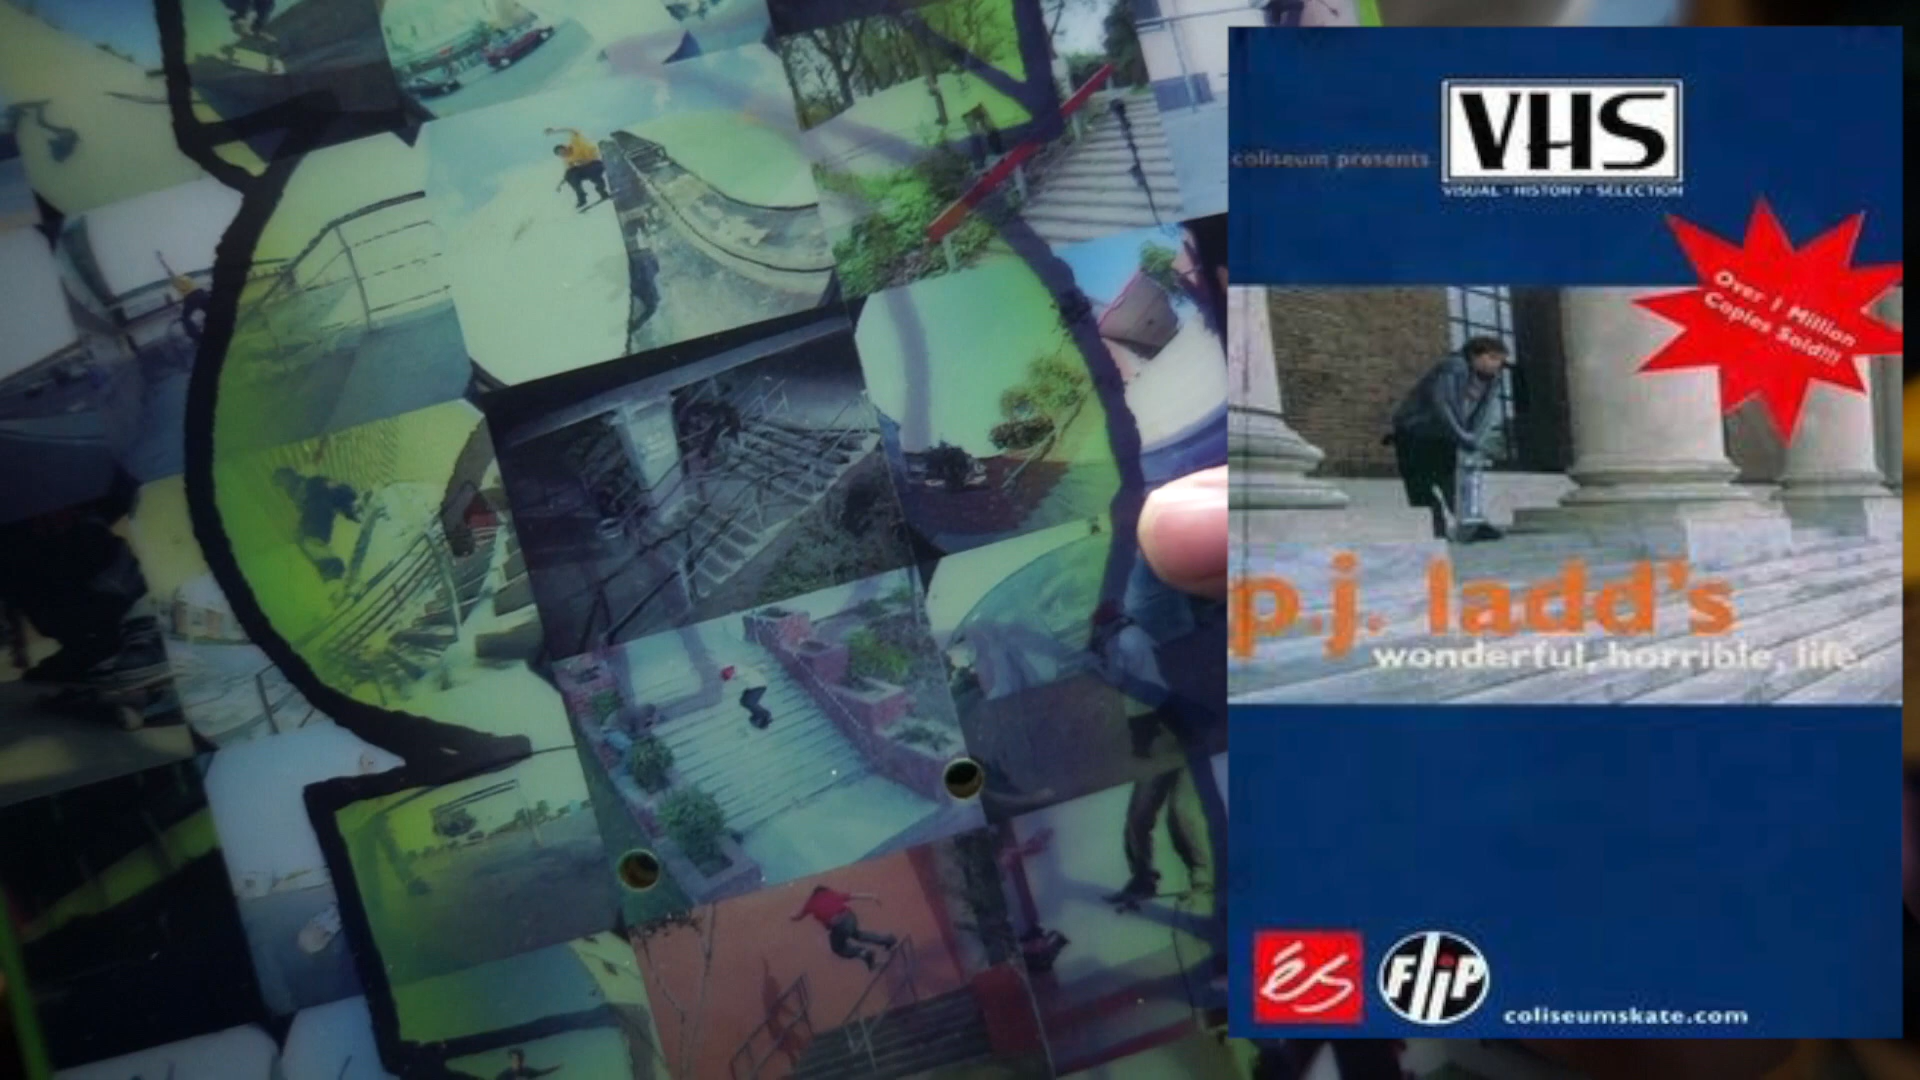 coliseum presents
VHS
VISUAL · HISTORY · SELECTION
Over 1 Million
Copies Sold!!!
p.j. ladd's
wonderful, horrible, life.
éS
FLiP
coliseumskate.com